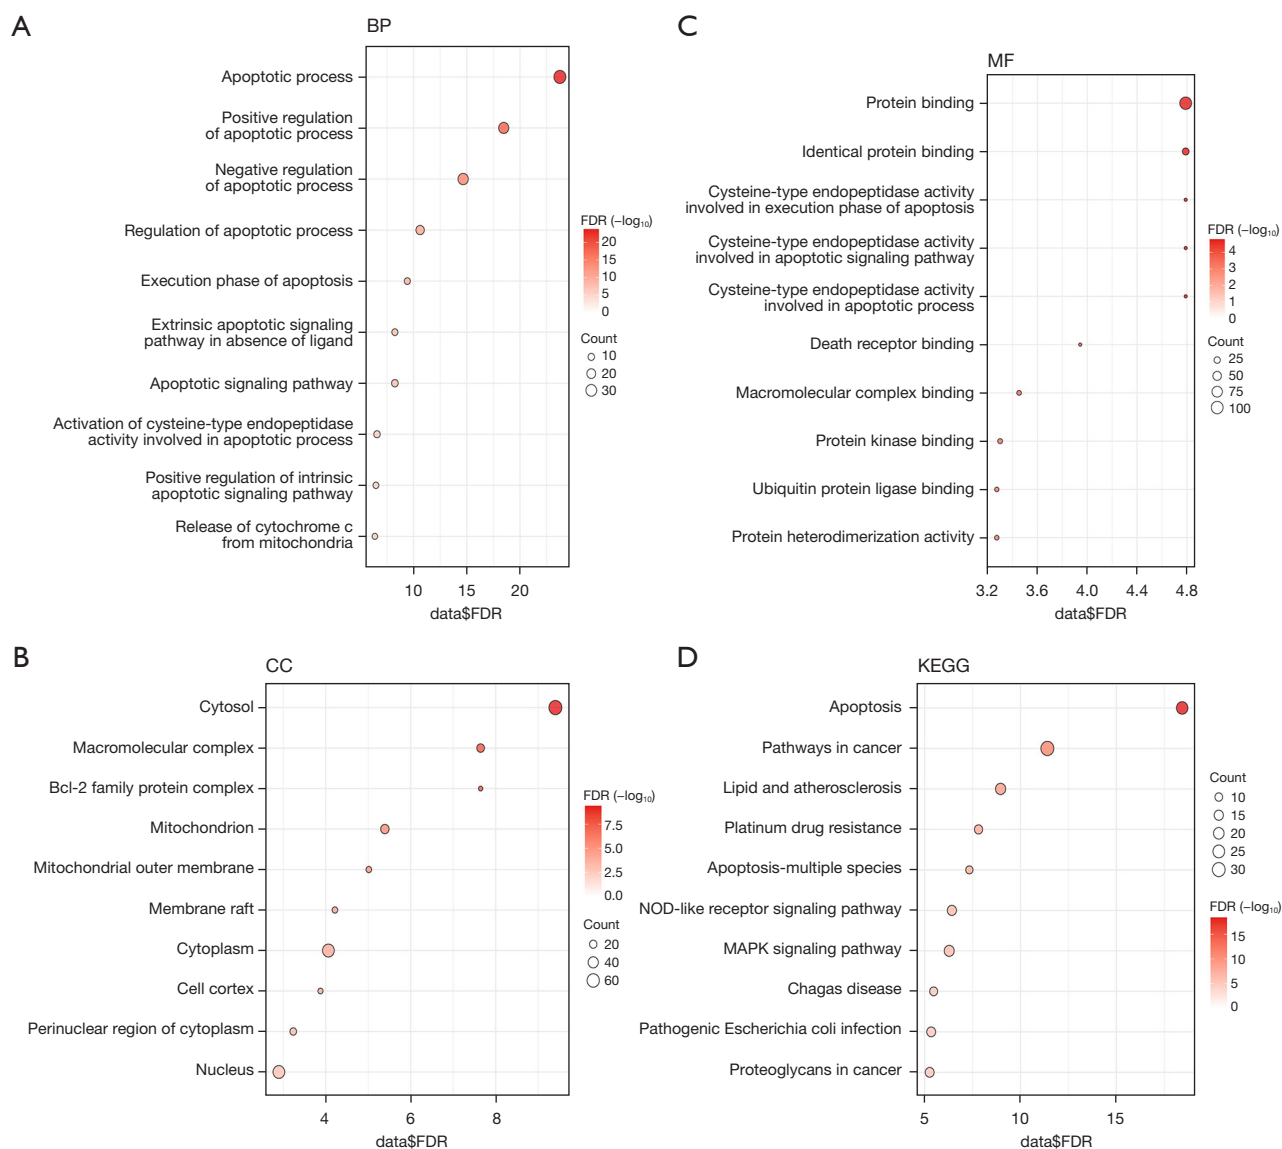 A
BP
Apoptotic process
Positive regulation
of apoptotic process
Negative regulation
of apoptotic process
Regulation of apoptotic process
Execution phase of apoptosis
Extrinsic apoptotic signaling
pathway in absence of ligand
Apoptotic signaling pathway
Activation of cysteine-type endopeptidase
activity involved in apoptotic process
Positive regulation of intrinsic
apoptotic signaling pathway
Release of cytochrome c
from mitochondria
10 15 20
data$FDR
FDR (−log₁₀)
20
15
10
5
0
Count
10
20
30
C
MF
Protein binding
Identical protein binding
Cysteine-type endopeptidase activity
involved in execution phase of apoptosis
Cysteine-type endopeptidase activity
involved in apoptotic signaling pathway
Cysteine-type endopeptidase activity
involved in apoptotic process
Death receptor binding
Macromolecular complex binding
Protein kinase binding
Ubiquitin protein ligase binding
Protein heterodimerization activity
3.2 3.6 4.0 4.4 4.8
data$FDR
FDR (−log₁₀)
4
3
2
1
0
Count
25
50
75
100
B
CC
Cytosol
Macromolecular complex
Bcl-2 family protein complex
Mitochondrion
Mitochondrial outer membrane
Membrane raft
Cytoplasm
Cell cortex
Perinuclear region of cytoplasm
Nucleus
4 6 8
data$FDR
FDR (−log₁₀)
7.5
5.0
2.5
0.0
Count
20
40
60
D
KEGG
Apoptosis
Pathways in cancer
Lipid and atherosclerosis
Platinum drug resistance
Apoptosis-multiple species
NOD-like receptor signaling pathway
MAPK signaling pathway
Chagas disease
Pathogenic Escherichia coli infection
Proteoglycans in cancer
5 10 15
data$FDR
Count
10
15
20
25
30
FDR (−log₁₀)
15
10
5
0